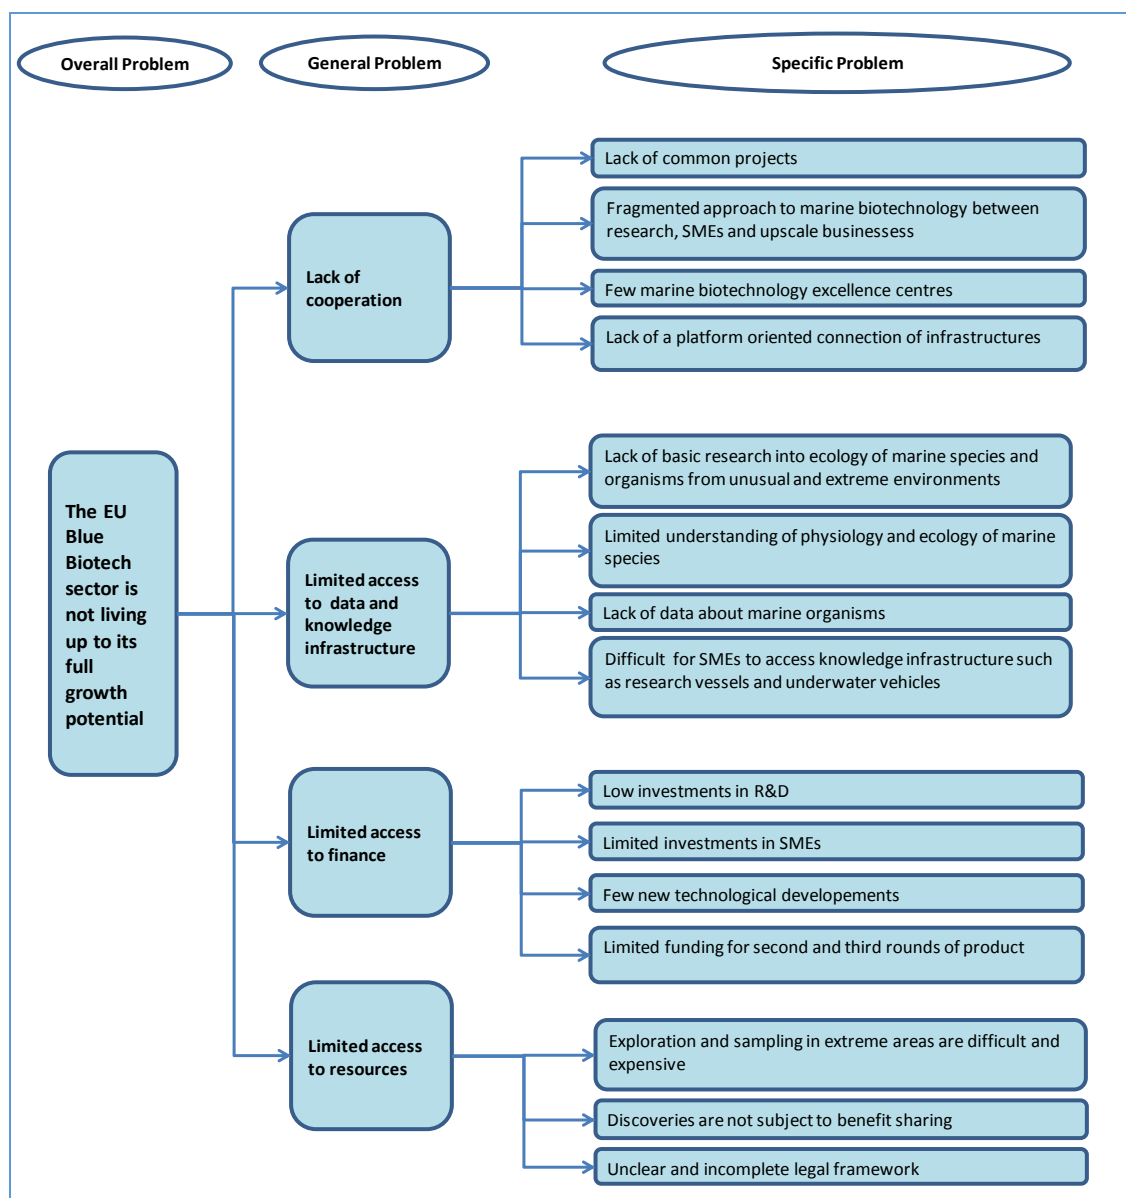 Overall Problem
General Problem
Specific Problem
Lack of common projects
Fragmented approach to marine biotechnology between
research, SMEs and upscale businessess
Lack of
cooperation
Few marine biotechnology excellence centres
Lack of a platform oriented connection of infrastructures
The EU
Blue
Biotech
sector is
not living
up to its
full
growth
potential
Lack of basic research into ecology of marine species and
organisms from unusual and extreme environments
Limited understanding of physiology and ecology of marine
species
Limited access
to data and
knowledge
infrastructure
Lack of data about marine organisms
Difficult for SMEs to access knowledge infrastructure such
as research vessels and underwater vehicles
Low investments in R&D
Limited access
to finance
Limited investments in SMEs
Few new technological developements
Limited funding for second and third rounds of product
Limited access
to resources
Exploration and sampling in extreme areas are difficult and
expensive
Discoveries are not subject to benefit sharing
Unclear and incomplete legal framework